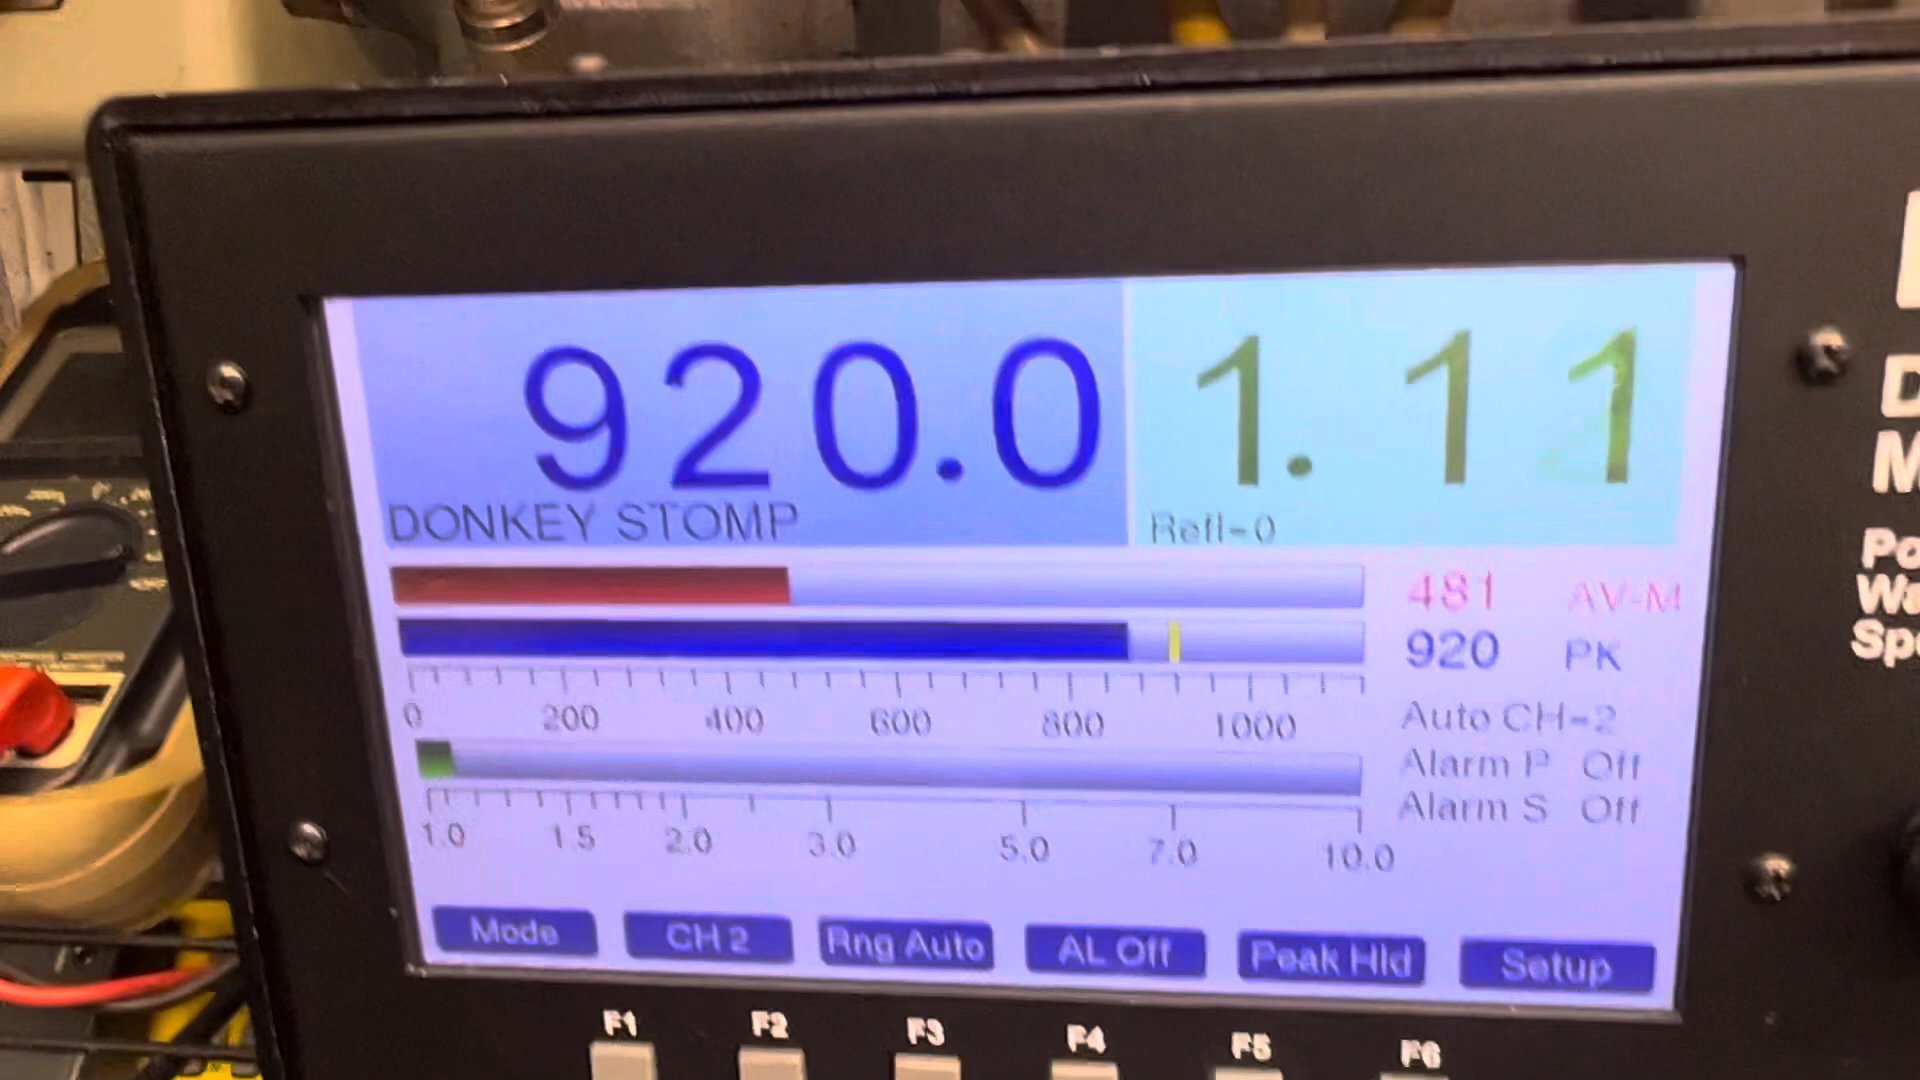 920.0
1.11
DONKEY STOMP
Refl=0
481 AV-M
920 PK
0 200 400 600 800 1000
Auto CH=2
Alarm P Off
Alarm S Off
1.0 1.5 2.0 3.0 5.0 7.0 10.0
Mode CH 2 Rng Auto AL Off Peak Hld Setup
F1 F2 F3 F4 F5 F6